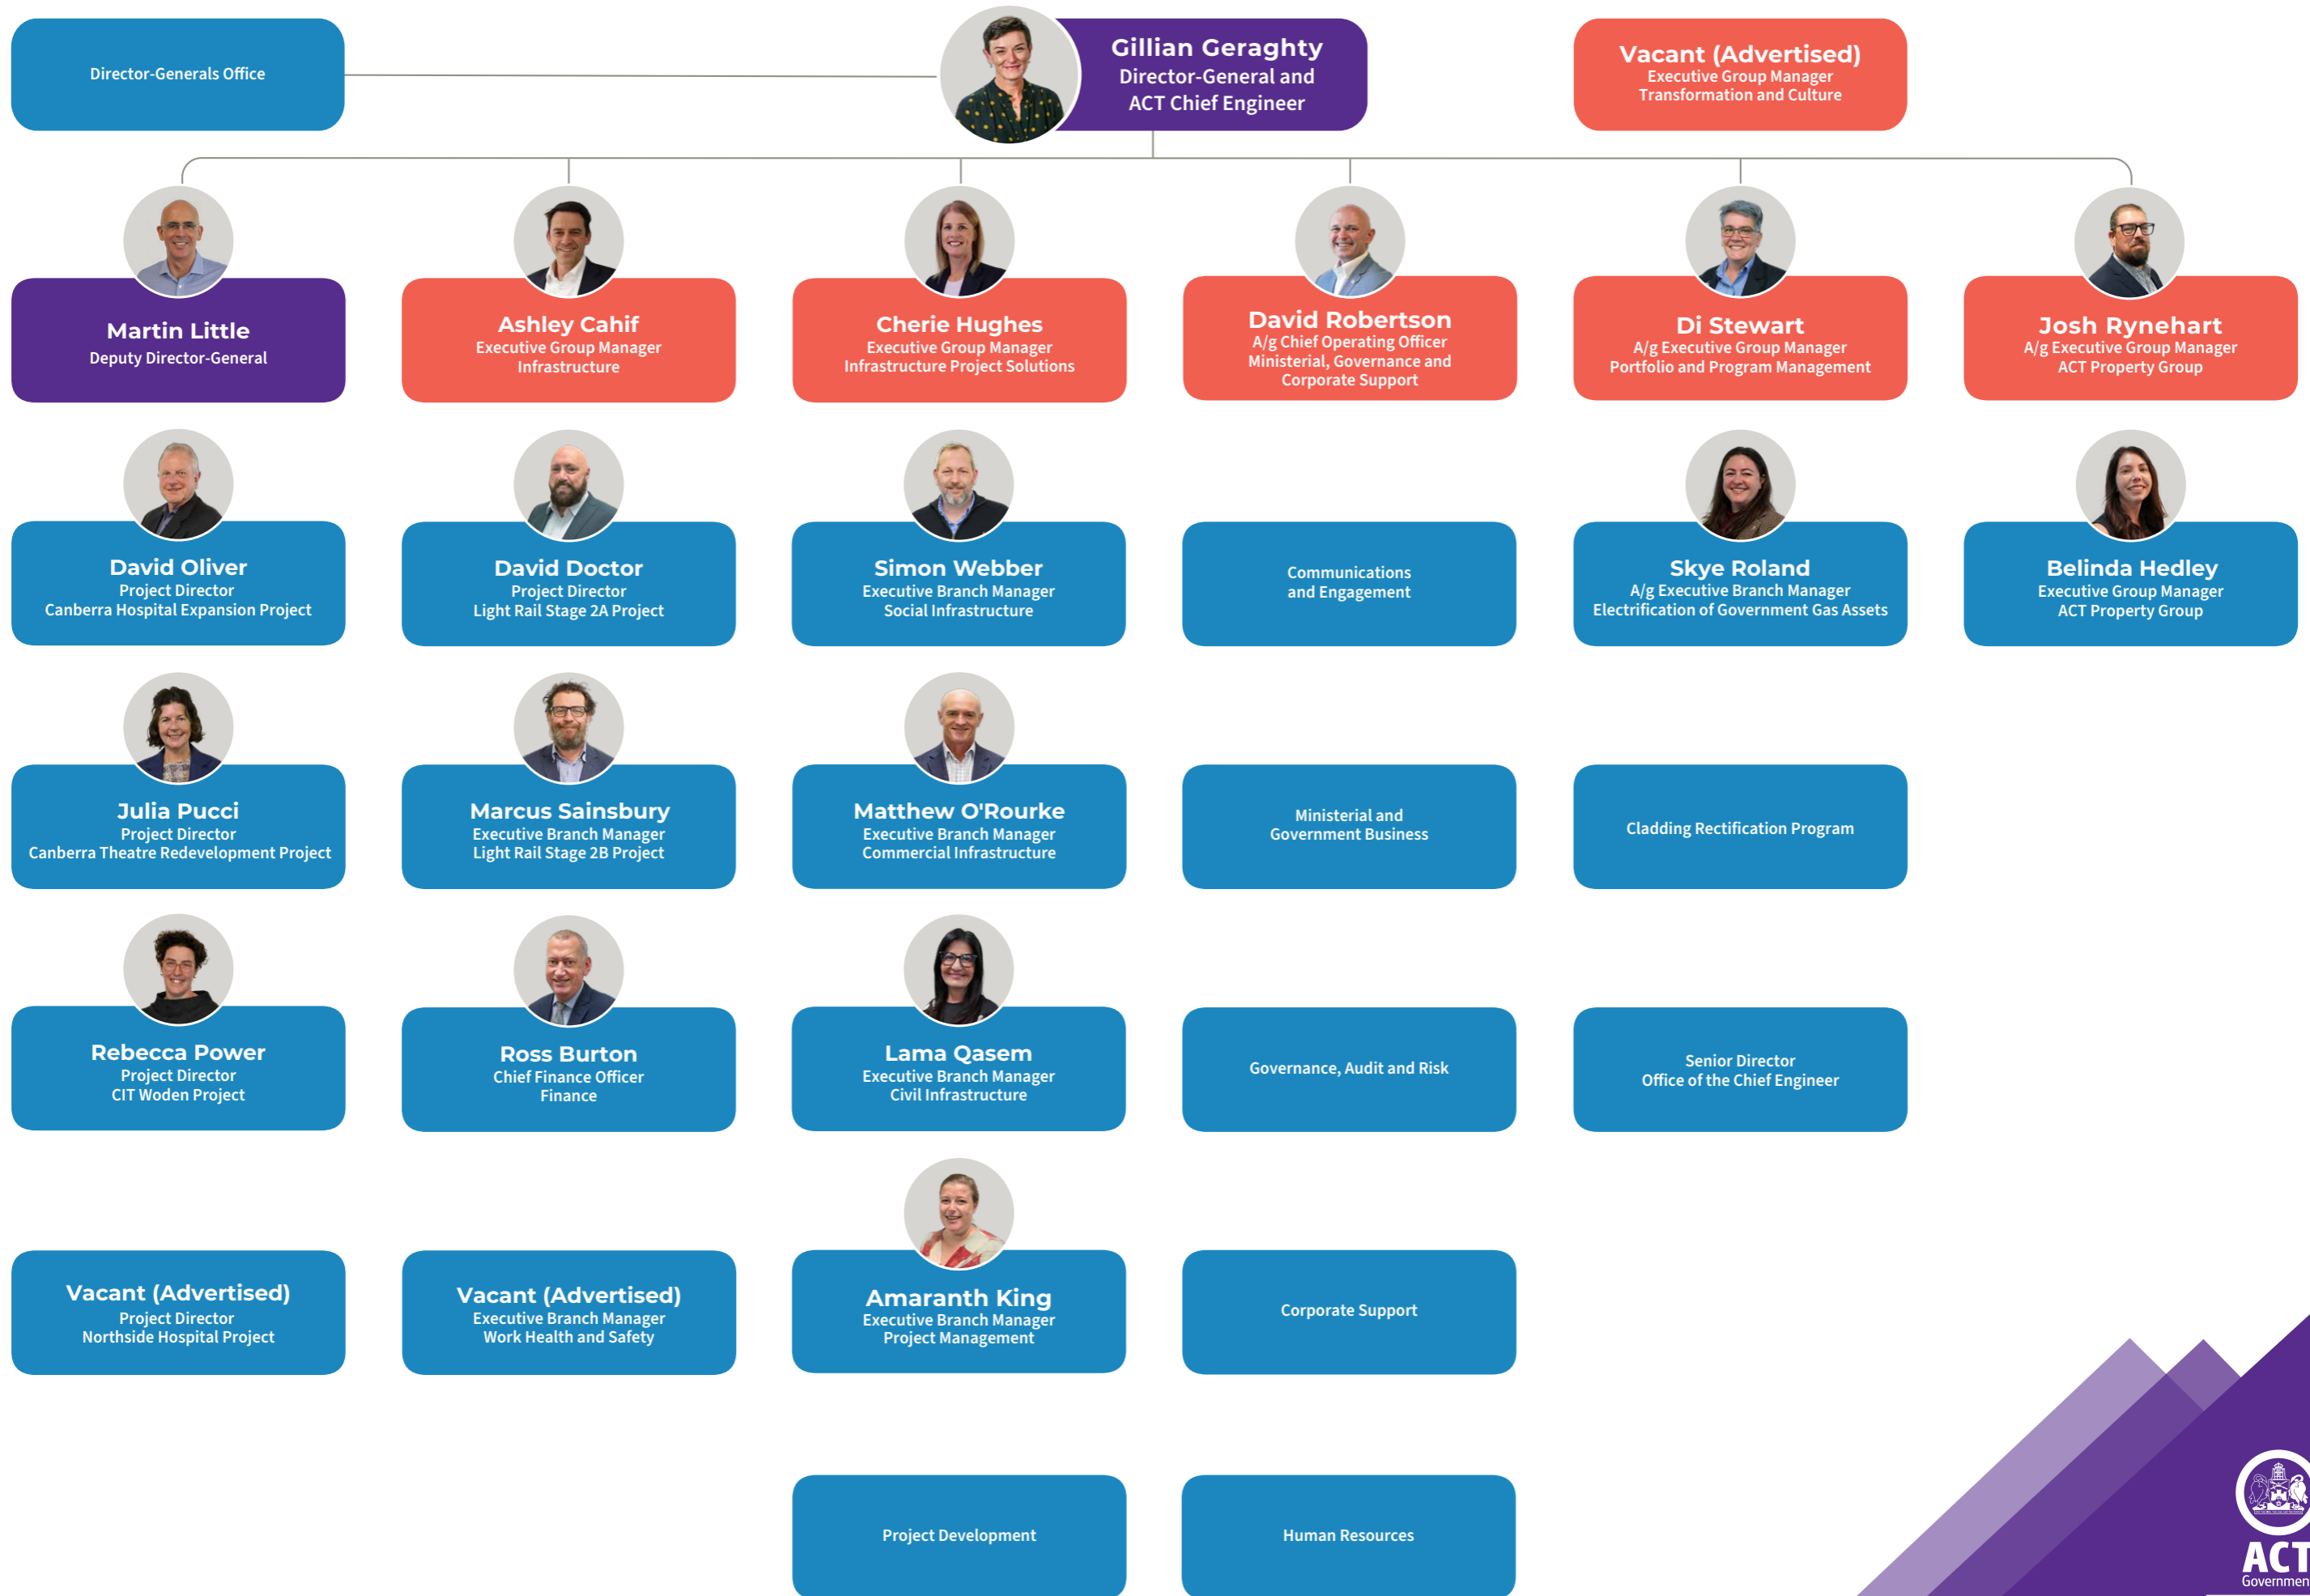 Director-Generals Office
Gillian Geraghty
Director-General and
ACT Chief Engineer
Vacant (Advertised)
Executive Group Manager
Transformation and Culture
Martin Little
Deputy Director-General
Ashley Cahif
Executive Group Manager
Infrastructure
Cherie Hughes
Executive Group Manager
Infrastructure Project Solutions
David Robertson
A/g Chief Operating Officer
Ministerial, Governance and
Corporate Support
Di Stewart
A/g Executive Group Manager
Portfolio and Program Management
Josh Rynehart
A/g Executive Group Manager
ACT Property Group
David Oliver
Project Director
Canberra Hospital Expansion Project
David Doctor
Project Director
Light Rail Stage 2A Project
Simon Webber
Executive Branch Manager
Social Infrastructure
Communications
and Engagement
Skye Roland
A/g Executive Branch Manager
Electrification of Government Gas Assets
Belinda Hedley
Executive Group Manager
ACT Property Group
Julia Pucci
Project Director
Canberra Theatre Redevelopment Project
Marcus Sainsbury
Executive Branch Manager
Light Rail Stage 2B Project
Matthew O'Rourke
Executive Branch Manager
Commercial Infrastructure
Ministerial and
Government Business
Cladding Rectification Program
Rebecca Power
Project Director
CIT Woden Project
Ross Burton
Chief Finance Officer
Finance
Lama Qasem
Executive Branch Manager
Civil Infrastructure
Governance, Audit and Risk
Senior Director
Office of the Chief Engineer
Vacant (Advertised)
Project Director
Northside Hospital Project
Vacant (Advertised)
Executive Branch Manager
Work Health and Safety
Amaranth King
Executive Branch Manager
Project Management
Corporate Support
Project Development
Human Resources
ACT
Government